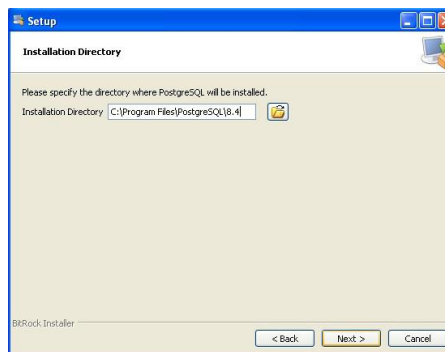 Setup
Installation Directory
Please specify the directory where PostgreSQL will be installed.
Installation Directory C:\Program Files\PostgreSQL\8.4
BitRock Installer
< Back Next > Cancel